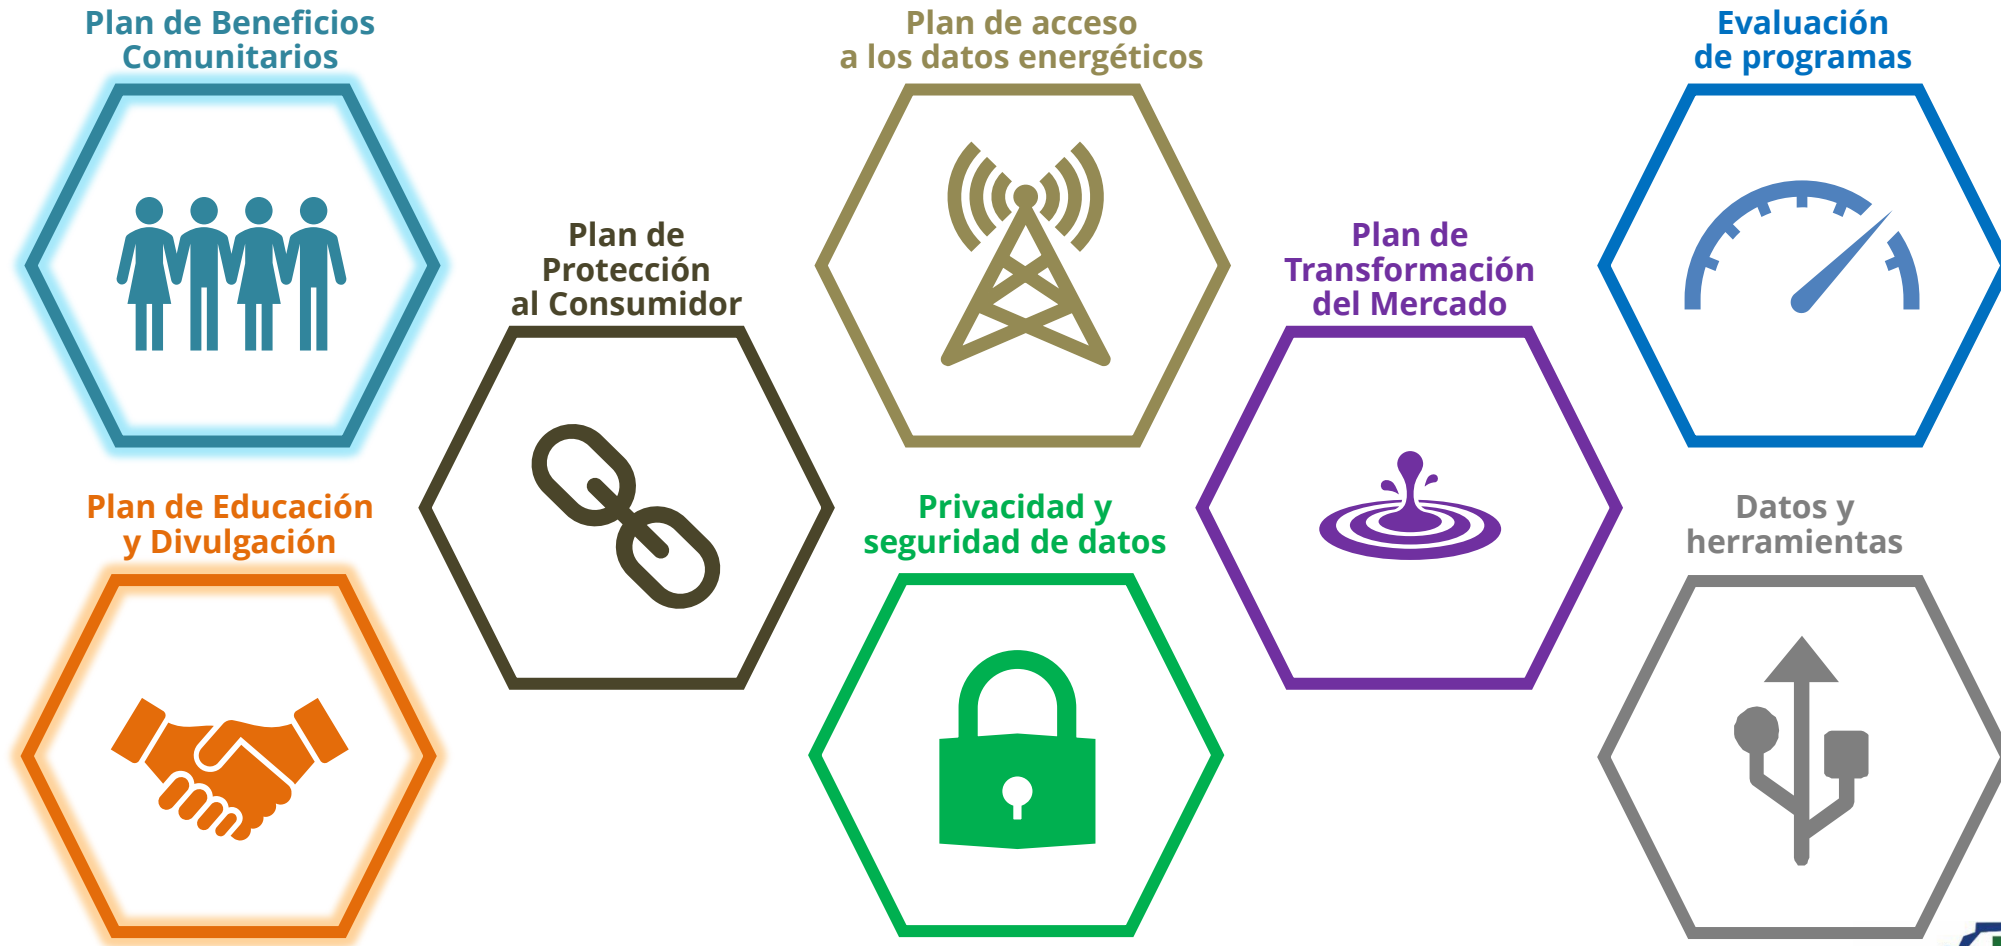 Plan de Beneficios
Comunitarios
Plan de acceso
a los datos energéticos
Evaluación
de programas
Plan de
Protección
al Consumidor
Plan de
Transformación
del Mercado
Plan de Educación
y Divulgación
Privacidad y
seguridad de datos
Datos y
herramientas